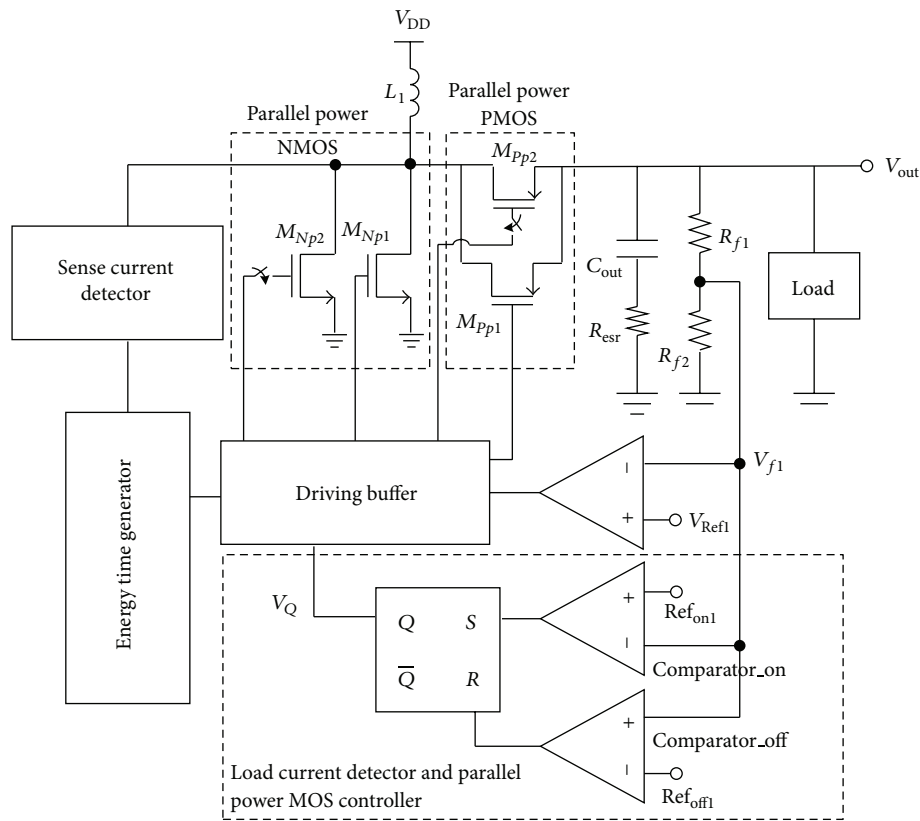 V_DD
L_1
Parallel power
NMOS
Parallel power
PMOS
M_Pp2
V_out
M_Np2
M_Np1
Sense current
detector
C_out
R_f1
Load
M_Pp1
R_esr
R_f2
Energy time generator
Driving buffer
−
V_f1
+
V_Ref1
V_Q
Q
S
+
Ref_on1
−
Q̅
R
Comparator_on
+
Comparator_off
Load current detector and parallel
power MOS controller
−
Ref_off1